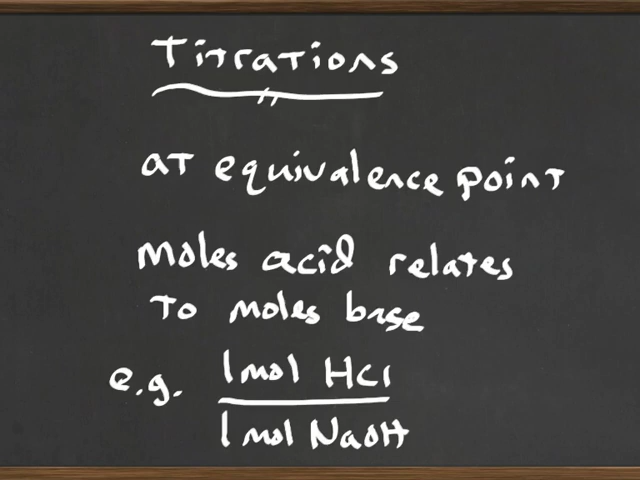 Titrations
at equivalence point
moles acid relates
to moles base
e.g. 1 mol HCl
1 mol NaOH